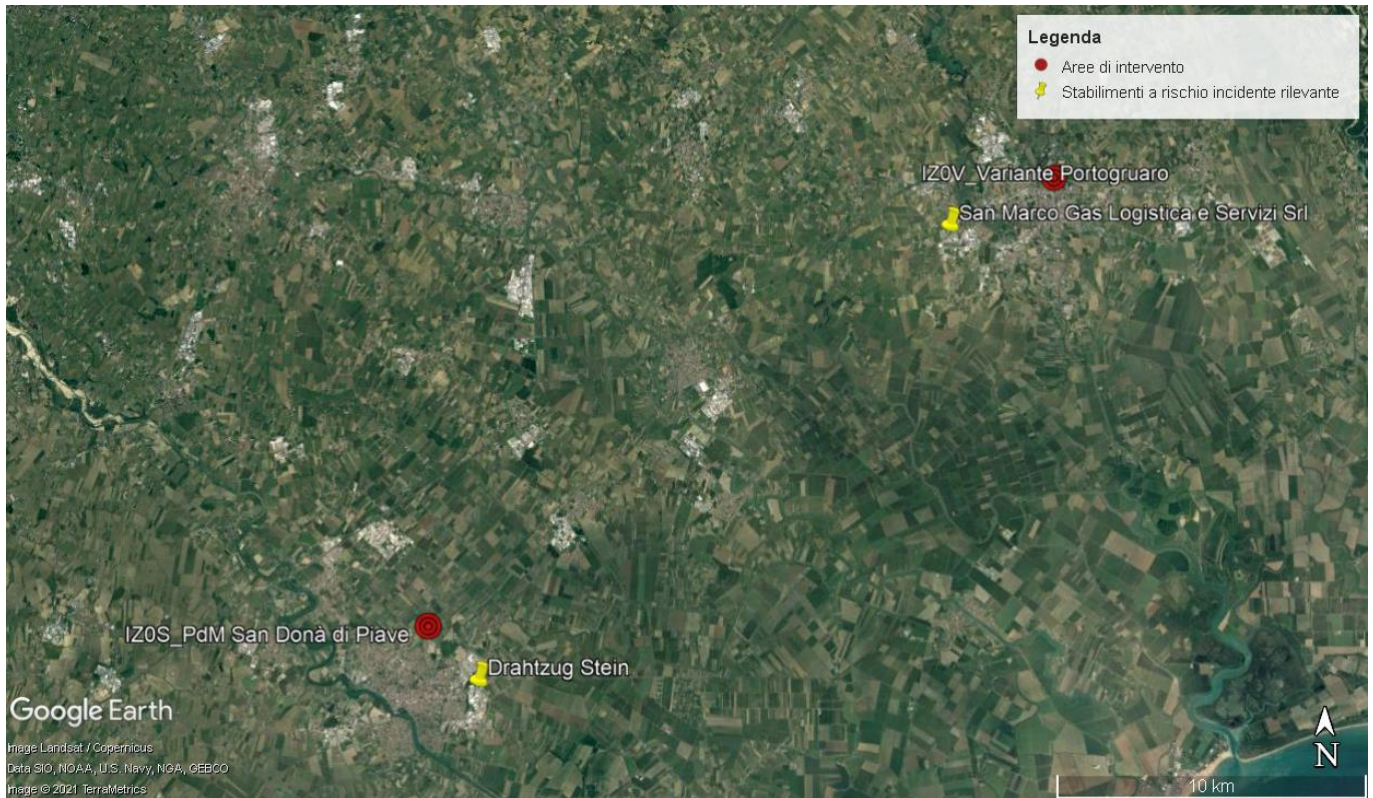 Legenda
Aree di intervento
Stabilimenti a rischio incidente rilevante
IZ0V_Variante Portogruaro
San Marco Gas Logistica e Servizi Srl
IZ0S_PdM San Donà di Piave
Drahtzug Stein
Google Earth
Image Landsat / Copernicus
Data SIO, NOAA, U.S. Navy, NGA, GEBCO
Image © 2021 TerraMetrics
N
10 km